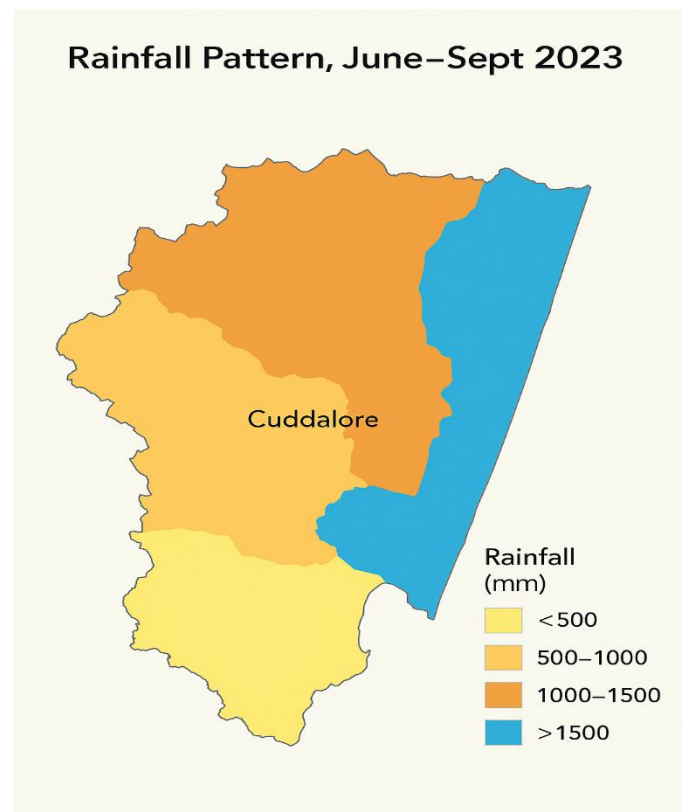 Rainfall Pattern, June–Sept 2023
Cuddalore
Rainfall
(mm)
<500
500–1000
1000–1500
>1500